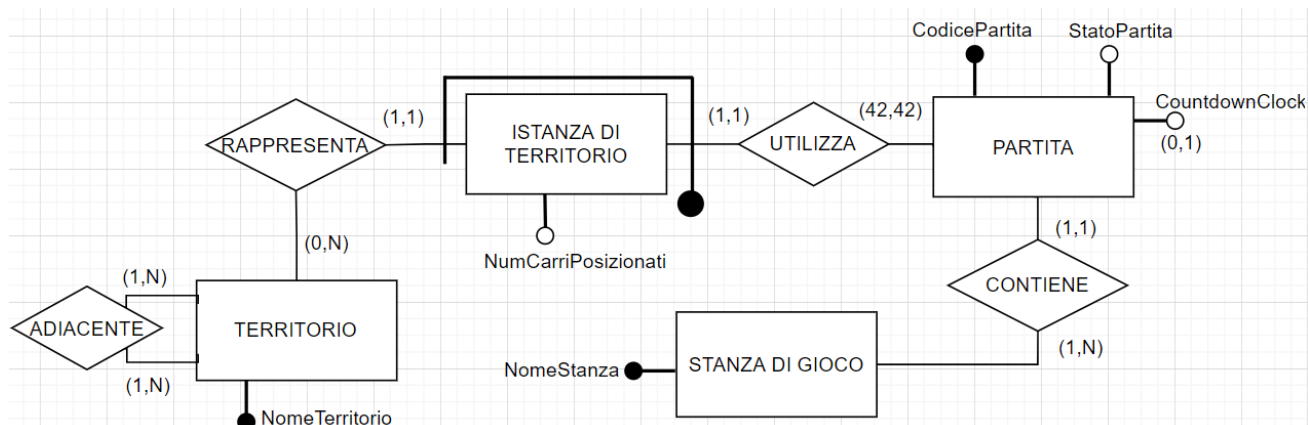 CodicePartita
StatoPartita
CountdownClock
(0,1)
RAPPRESENTA
(1,1)
ISTANZA DI
TERRITORIO
(1,1)
UTILIZZA
(42,42)
PARTITA
NumCarriPosizionati
(0,N)
(1,1)
CONTIENE
(1,N)
(1,N)
ADIACENTE
(1,N)
TERRITORIO
NomeTerritorio
NomeStanza
STANZA DI GIOCO